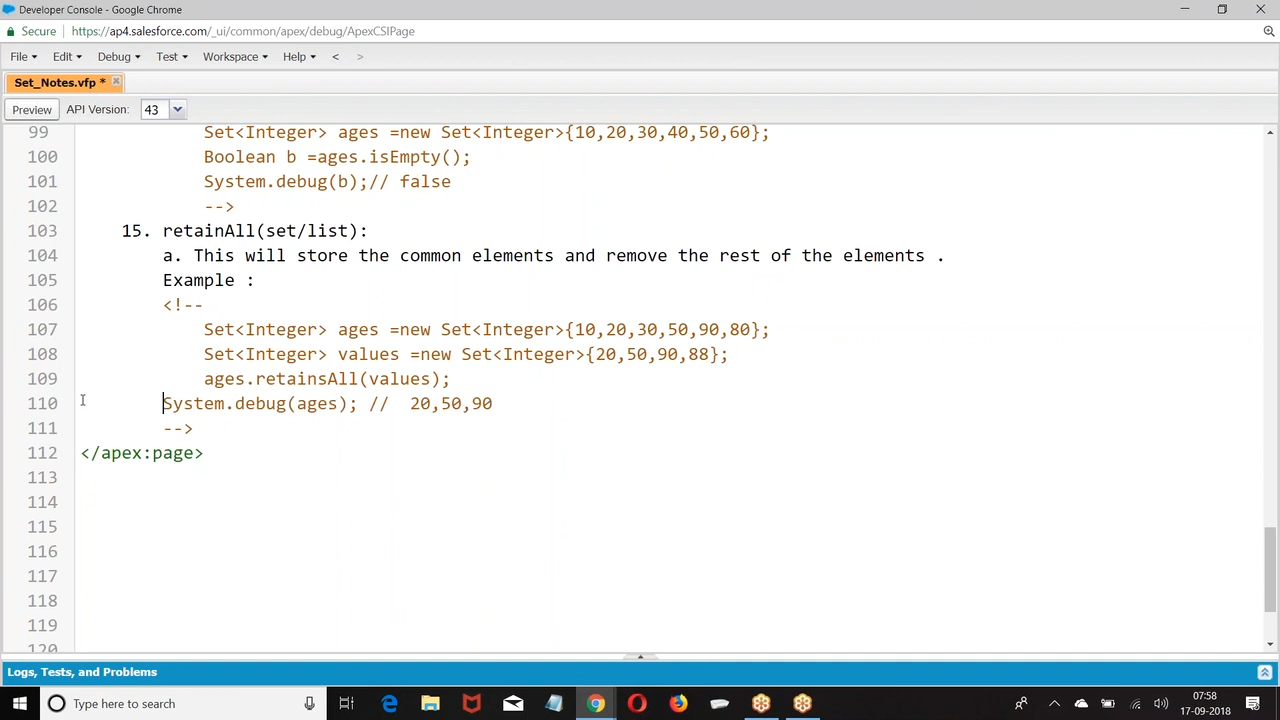 Developer Console - Google Chrome
Secure https://ap4.salesforce.com/_ui/common/apex/debug/ApexCSIPage
File Edit Debug Test Workspace Help < >
Set_Notes.vfp *
Preview API Version: 43
99 Set<Integer> ages =new Set<Integer>{10,20,30,40,50,60};
100 Boolean b =ages.isEmpty();
101 System.debug(b);// false
102 -->
103 15. retainAll(set/list):
104 a. This will store the common elements and remove the rest of the elements .
105 Example :
106 <!--
107 Set<Integer> ages =new Set<Integer>{10,20,30,50,90,80};
108 Set<Integer> values =new Set<Integer>{20,50,90,88};
109 ages.retainsAll(values);
110 System.debug(ages); // 20,50,90
111 -->
112 </apex:page>
113
114
115
116
117
118
119
120
Logs, Tests, and Problems
Type here to search
07:58
17-09-2018